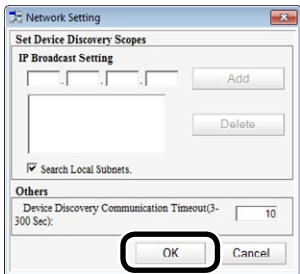 Network Setting
Set Device Discovery Scopes
IP Broadcast Setting
. . .
Add
Delete
Search Local Subnets.
Others
Device Discovery Communication Timeout(3-
300 Sec):
10
OK
Cancel